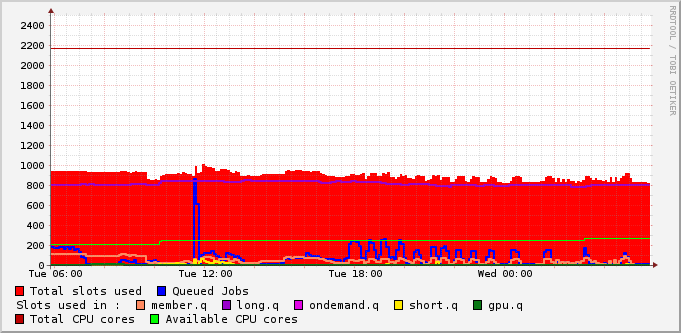 RRDTOOL / TOBI OETIKER
2400
2200
2000
1800
1600
1400
1200
1000
800
600
400
200
0
Tue 06:00 Tue 12:00 Tue 18:00 Wed 00:00
Total slots used Queued Jobs
Slots used in : member.q long.q ondemand.q short.q gpu.q
Total CPU cores Available CPU cores